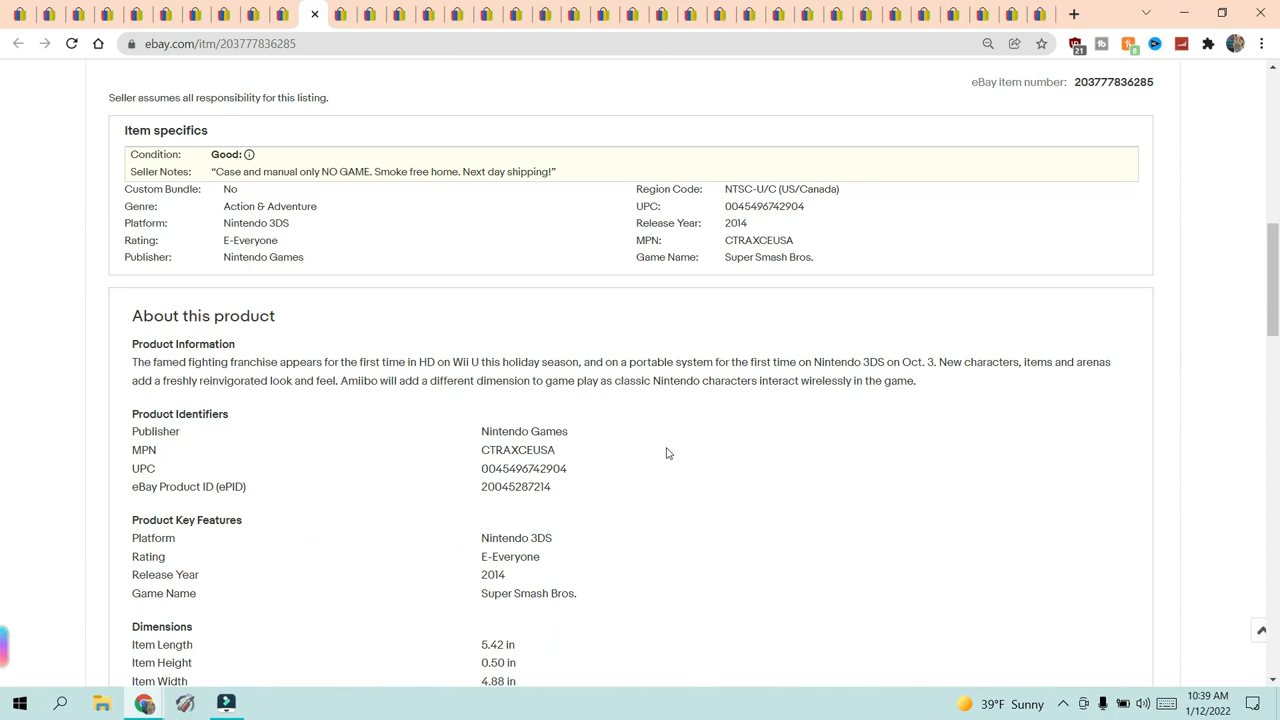 ebay.com/itm/203777836285
21
8
eBay item number: 203777836285
Seller assumes all responsibility for this listing.
Item specifics
Condition: Good:
Seller Notes: “Case and manual only NO GAME. Smoke free home. Next day shipping!”
Custom Bundle: No Region Code: NTSC-U/C (US/Canada)
Genre: Action & Adventure UPC: 0045496742904
Platform: Nintendo 3DS Release Year: 2014
Rating: E-Everyone MPN: CTRAXCEUSA
Publisher: Nintendo Games Game Name: Super Smash Bros.
About this product
Product Information
The famed fighting franchise appears for the first time in HD on Wii U this holiday season, and on a portable system for the first time on Nintendo 3DS on Oct. 3. New characters, items and arenas
add a freshly reinvigorated look and feel. Amiibo will add a different dimension to game play as classic Nintendo characters interact wirelessly in the game.
Product Identifiers
Publisher Nintendo Games
MPN CTRAXCEUSA
UPC 0045496742904
eBay Product ID (ePID) 20045287214
Product Key Features
Platform Nintendo 3DS
Rating E-Everyone
Release Year 2014
Game Name Super Smash Bros.
Dimensions
Item Length 5.42 in
Item Height 0.50 in
Item Width 4.88 in
39°F Sunny
10:39 AM
1/12/2022